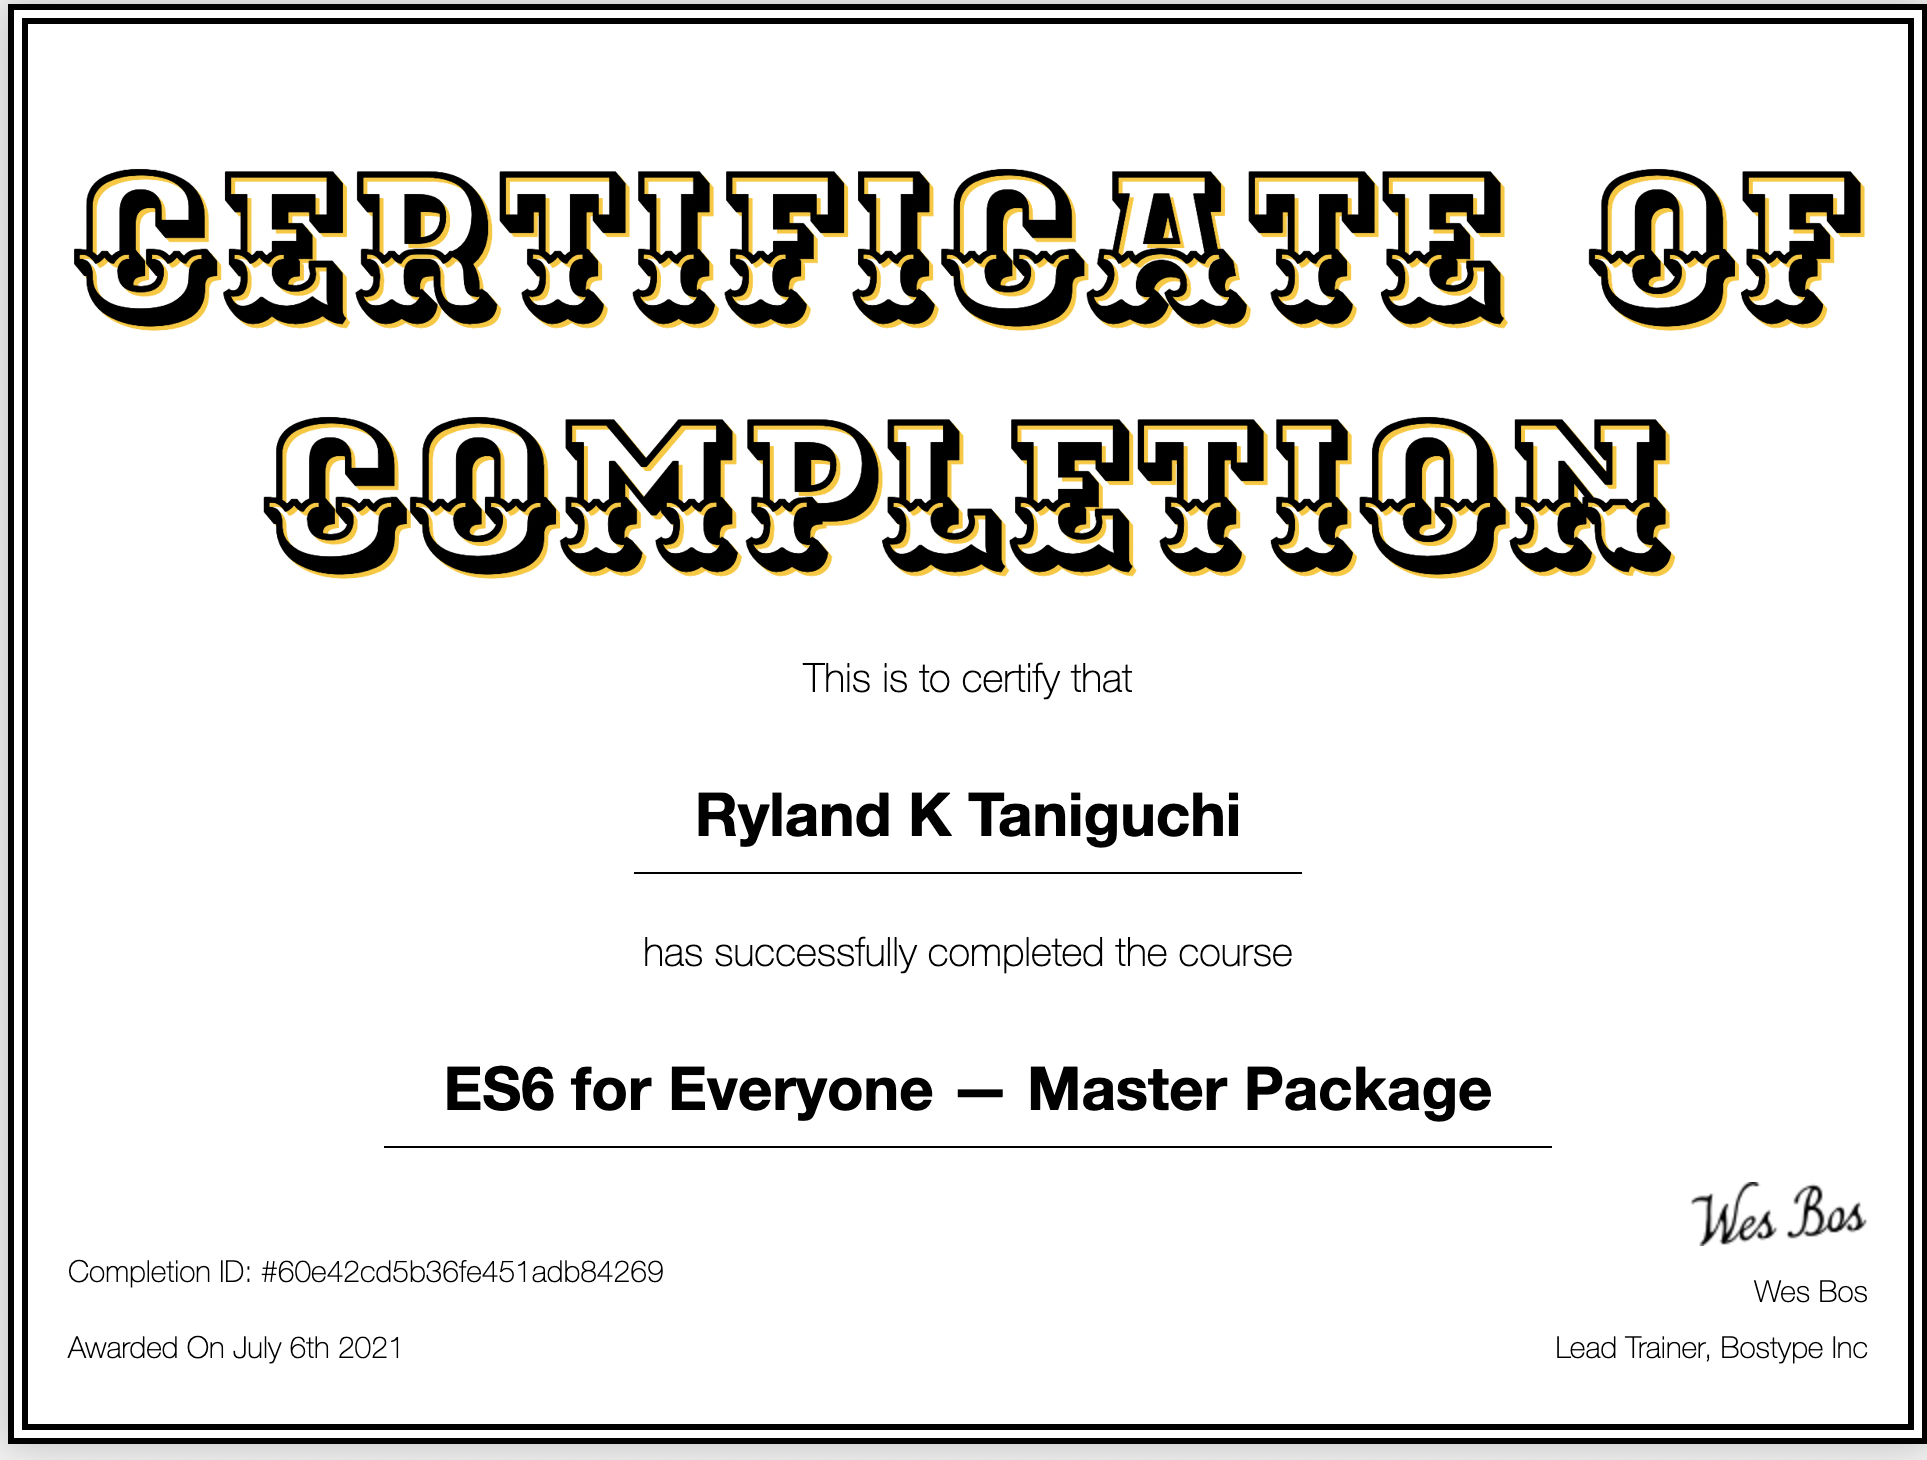 CERTIFICATE OF
COMPLETION
This is to certify that
Ryland K Taniguchi
has successfully completed the course
ES6 for Everyone — Master Package
Wes Bos
Completion ID: #60e42cd5b36fe451adb84269
Wes Bos
Awarded On July 6th 2021
Lead Trainer, Bostype Inc